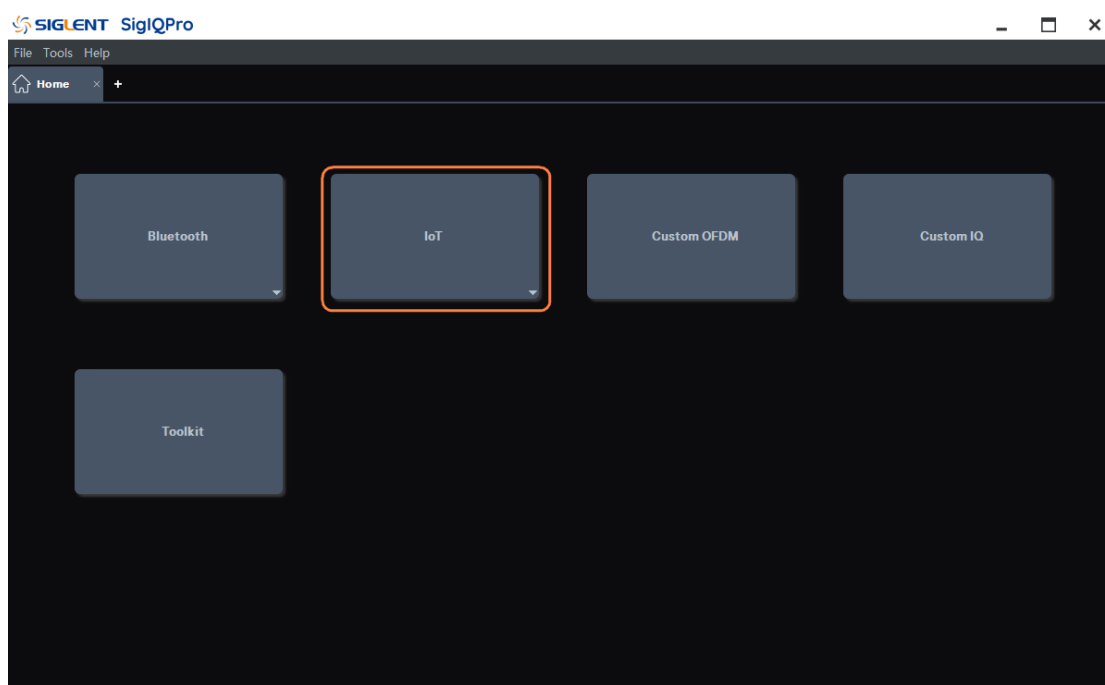 SIGLENT SigIQPro
File Tools Help
Home
Bluetooth
IoT
Custom OFDM
Custom IQ
Toolkit